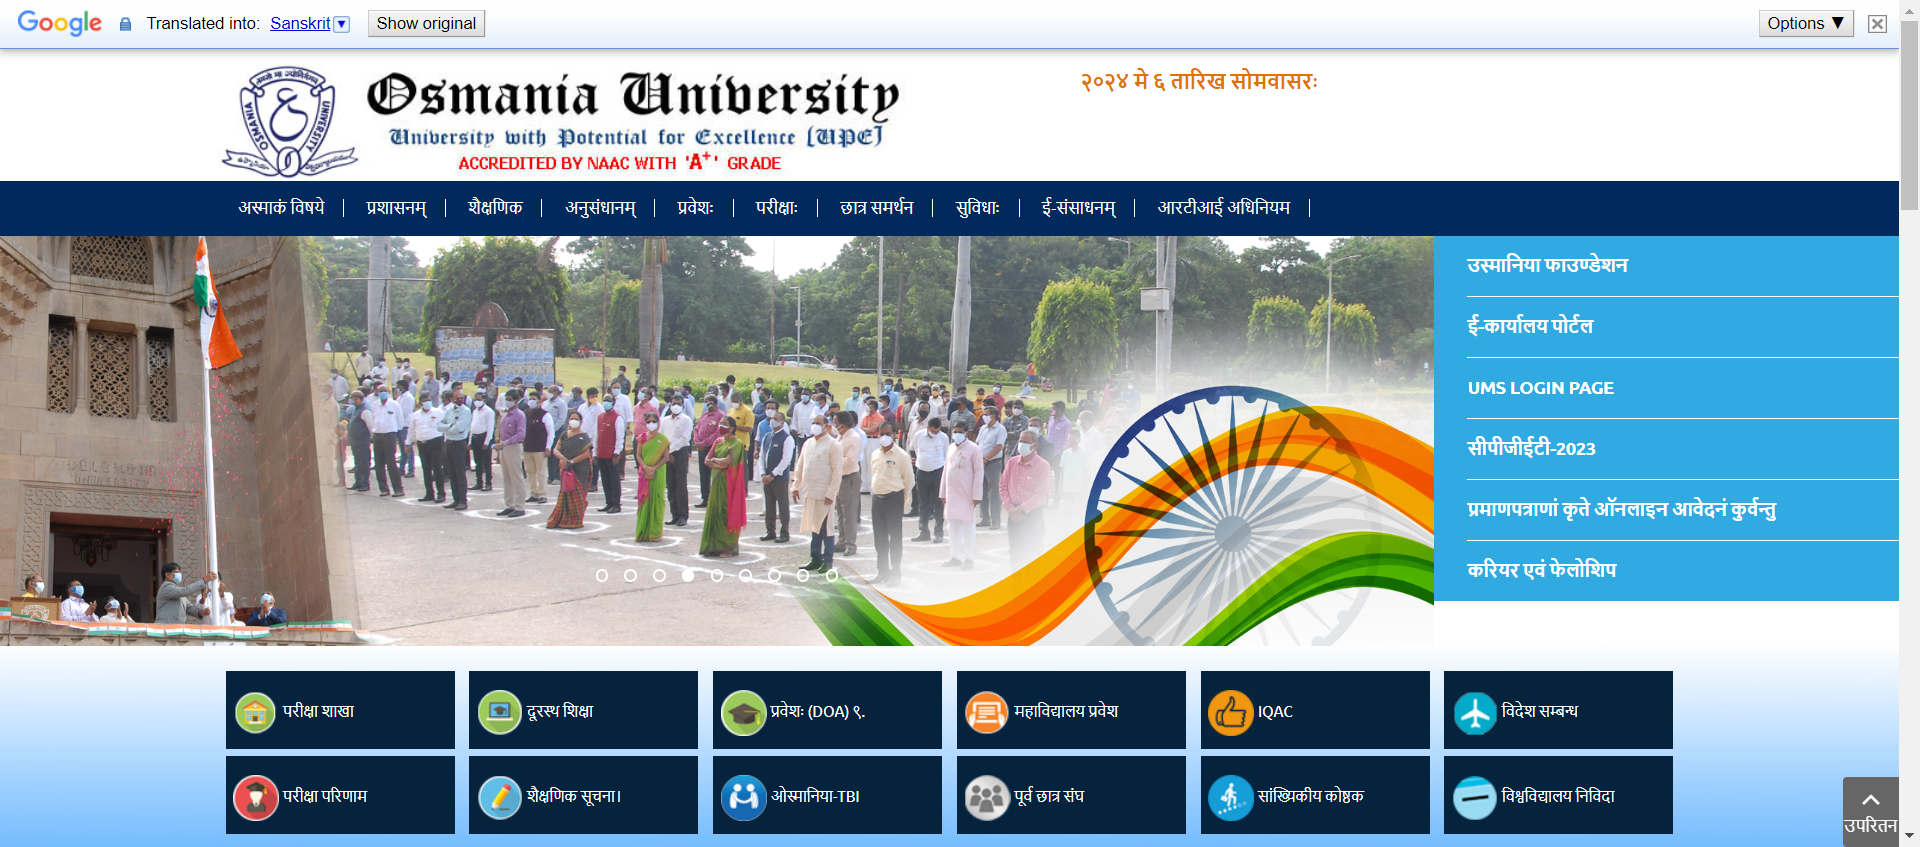 Google Translated into: Sanskrit ▼ Show original Options ▼
Osmania University
University with Potential for Excellence [UPE]
ACCREDITED BY NAAC WITH 'A+' GRADE
OSMANIA UNIVERSITY
२०२४ मे ६ तारिख सोमवासरः
अस्माकं विषये | प्रशासनम् | शैक्षणिक | अनुसंधानम् | प्रवेशः | परीक्षाः | छात्र समर्थन | सुविधाः | ई-संसाधनम् | आरटीआई अधिनियम |
उस्मानिया फाउण्डेशन
ई-कार्यालय पोर्टल
UMS LOGIN PAGE
सीपीजीईटी-2023
प्रमाणपत्राणां कृते ऑनलाइन आवेदनं कुर्वन्तु
करियर एवं फेलोशिप
परीक्षा शाखा
दूरस्थ शिक्षा
प्रवेशः (DOA) ९.
महाविद्यालय प्रवेश
IQAC
विदेश सम्बन्ध
परीक्षा परिणाम
शैक्षणिक सूचना।
ओस्मानिया-TBI
पूर्व छात्र संघ
सांख्यिकीय कोष्ठक
विश्वविद्यालय निविदा
उपरितन